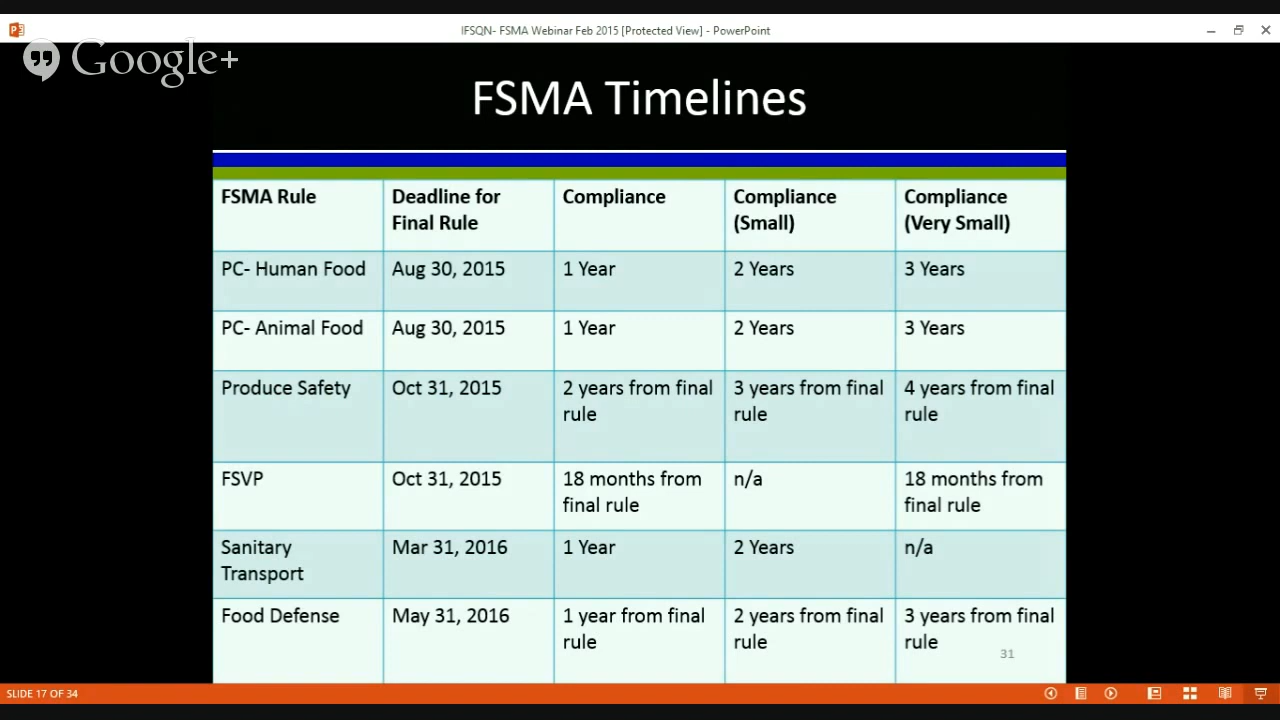 IFSQN- FSMA Webinar Feb 2015 [Protected View] - PowerPoint
Google+
FSMA Timelines
FSMA Rule
Deadline for
Final Rule
Compliance
Compliance
(Small)
Compliance
(Very Small)
PC- Human Food
Aug 30, 2015
1 Year
2 Years
3 Years
PC- Animal Food
Aug 30, 2015
1 Year
2 Years
3 Years
Produce Safety
Oct 31, 2015
2 years from final
rule
3 years from final
rule
4 years from final
rule
FSVP
Oct 31, 2015
18 months from
final rule
n/a
18 months from
final rule
Sanitary
Transport
Mar 31, 2016
1 Year
2 Years
n/a
Food Defense
May 31, 2016
1 year from final
rule
2 years from final
rule
3 years from final
rule
31
SLIDE 17 OF 34